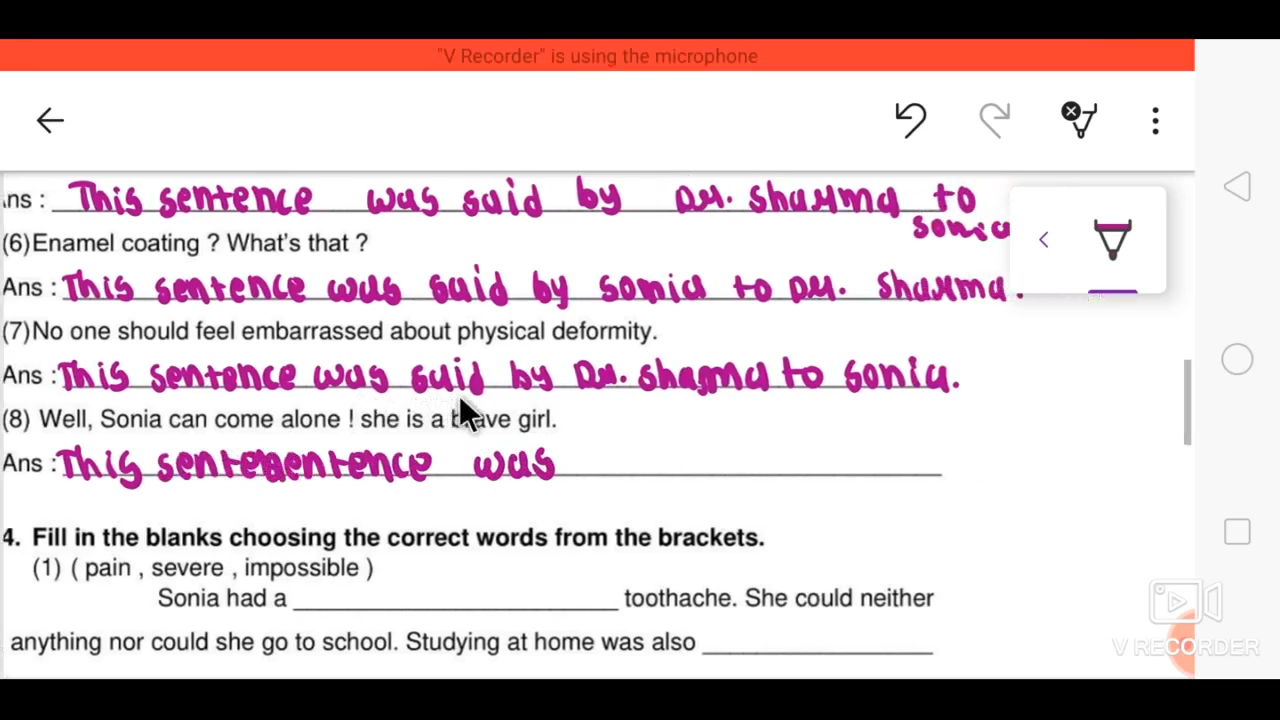 "V Recorder" is using the microphone
ns : This sentence was said by Dr. sharma to
sonia
(6)Enamel coating ? What's that ?
Ans : This sentence was said by sonia to Dr. sharma.
(7)No one should feel embarrassed about physical deformity.
Ans : This sentence was said by Dr. sharma to sonia.
(8) Well, Sonia can come alone ! she is a brave girl.
Ans : This was
4. Fill in the blanks choosing the correct words from the brackets.
(1) ( pain , severe , impossible )
Sonia had a toothache. She could neither
anything nor could she go to school. Studying at home was also
V RECORDER